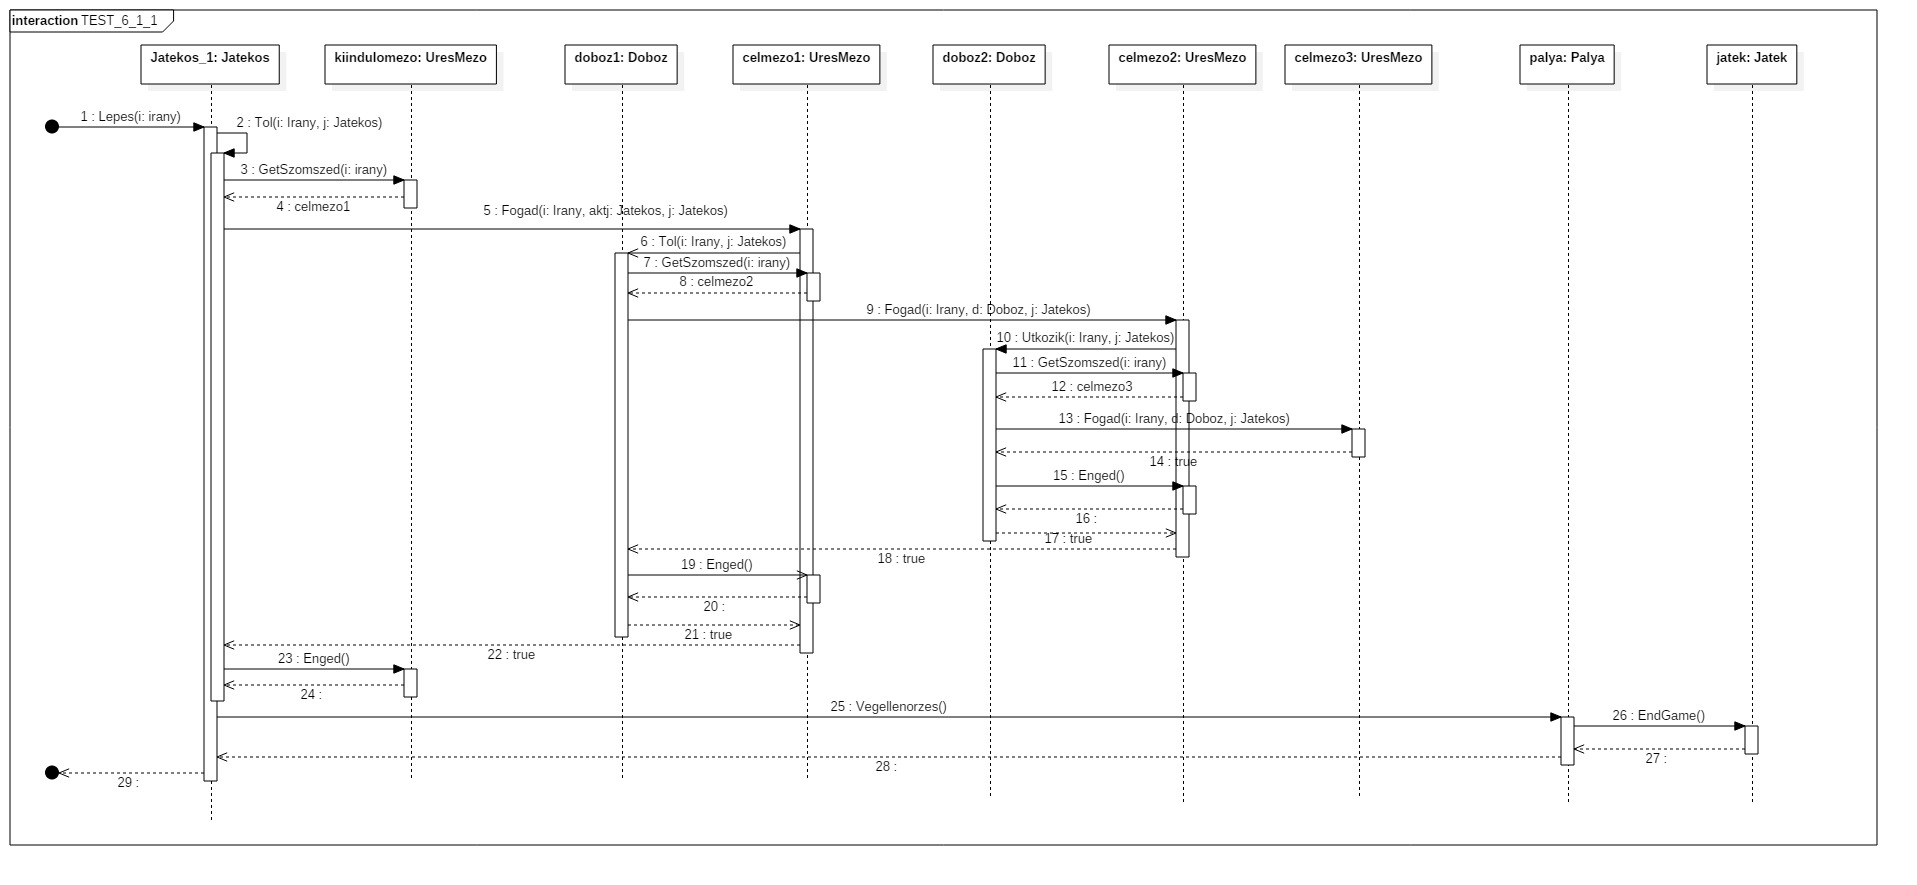 interaction TEST_6_1_1
Jatekos_1: Jatekos
kiindulomezo: UresMezo
doboz1: Doboz
celmezo1: UresMezo
doboz2: Doboz
celmezo2: UresMezo
celmezo3: UresMezo
palya: Palya
jatek: Jatek
1 : Lepes(i: irany)
2 : Tol(i: Irany, j: Jatekos)
3 : GetSzomszed(i: irany)
4 : celmezo1
5 : Fogad(i: Irany, aktj: Jatekos, j: Jatekos)
6 : Tol(i: Irany, j: Jatekos)
7 : GetSzomszed(i: irany)
8 : celmezo2
9 : Fogad(i: Irany, d: Doboz, j: Jatekos)
10 : Utkozik(i: Irany, j: Jatekos)
11 : GetSzomszed(i: irany)
12 : celmezo3
13 : Fogad(i: Irany, d: Doboz, j: Jatekos)
14 : true
15 : Enged()
16 :
17 : true
18 : true
19 : Enged()
20 :
21 : true
22 : true
23 : Enged()
24 :
25 : Vegellenorzes()
26 : EndGame()
27 :
28 :
29 :